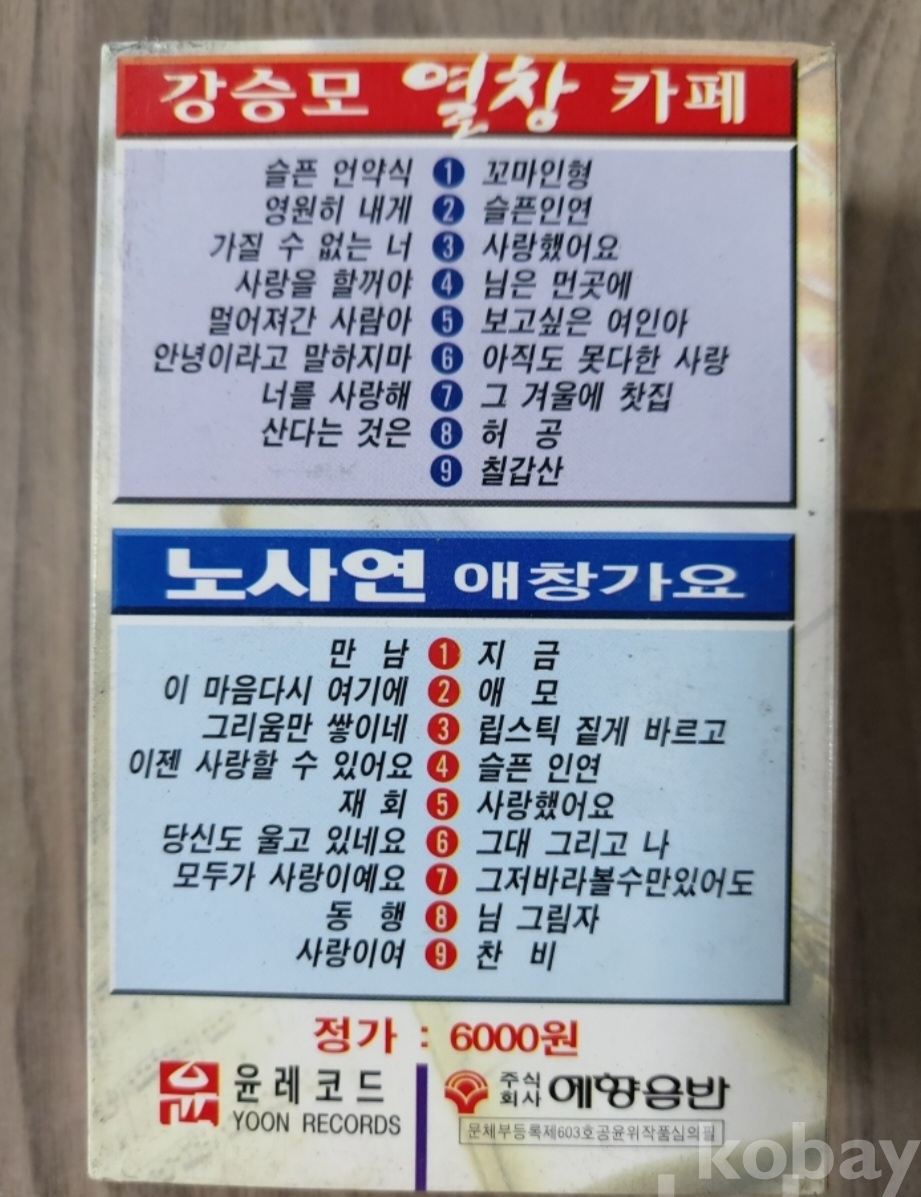 강승모 열창 카페
슬픈 언약식 1 꼬마인형
영원히 내게 2 슬픈인연
가질 수 없는 너 3 사랑했어요
사랑을 할꺼야 4 님은 먼곳에
멀어져간 사람아 5 보고싶은 여인아
안녕이라고 말하지마 6 아직도 못다한 사랑
너를 사랑해 7 그 겨울에 찻집
산다는 것은 8 허 공
9 칠갑산
노사연 애창가요
만 남 1 지 금
이 마음다시 여기에 2 애 모
그리움만 쌓이네 3 립스틱 짙게 바르고
이젠 사랑할 수 있어요 4 슬픈 인연
재 회 5 사랑했어요
당신도 울고 있네요 6 그대 그리고 나
모두가 사랑이예요 7 그저바라볼수만있어도
동 행 8 님 그림자
사랑이여 9 찬 비
정가 : 6000원
윤레코드
YOON RECORDS
주식회사 예향음반
문체부등록제603호공윤위작품심의필
kobay